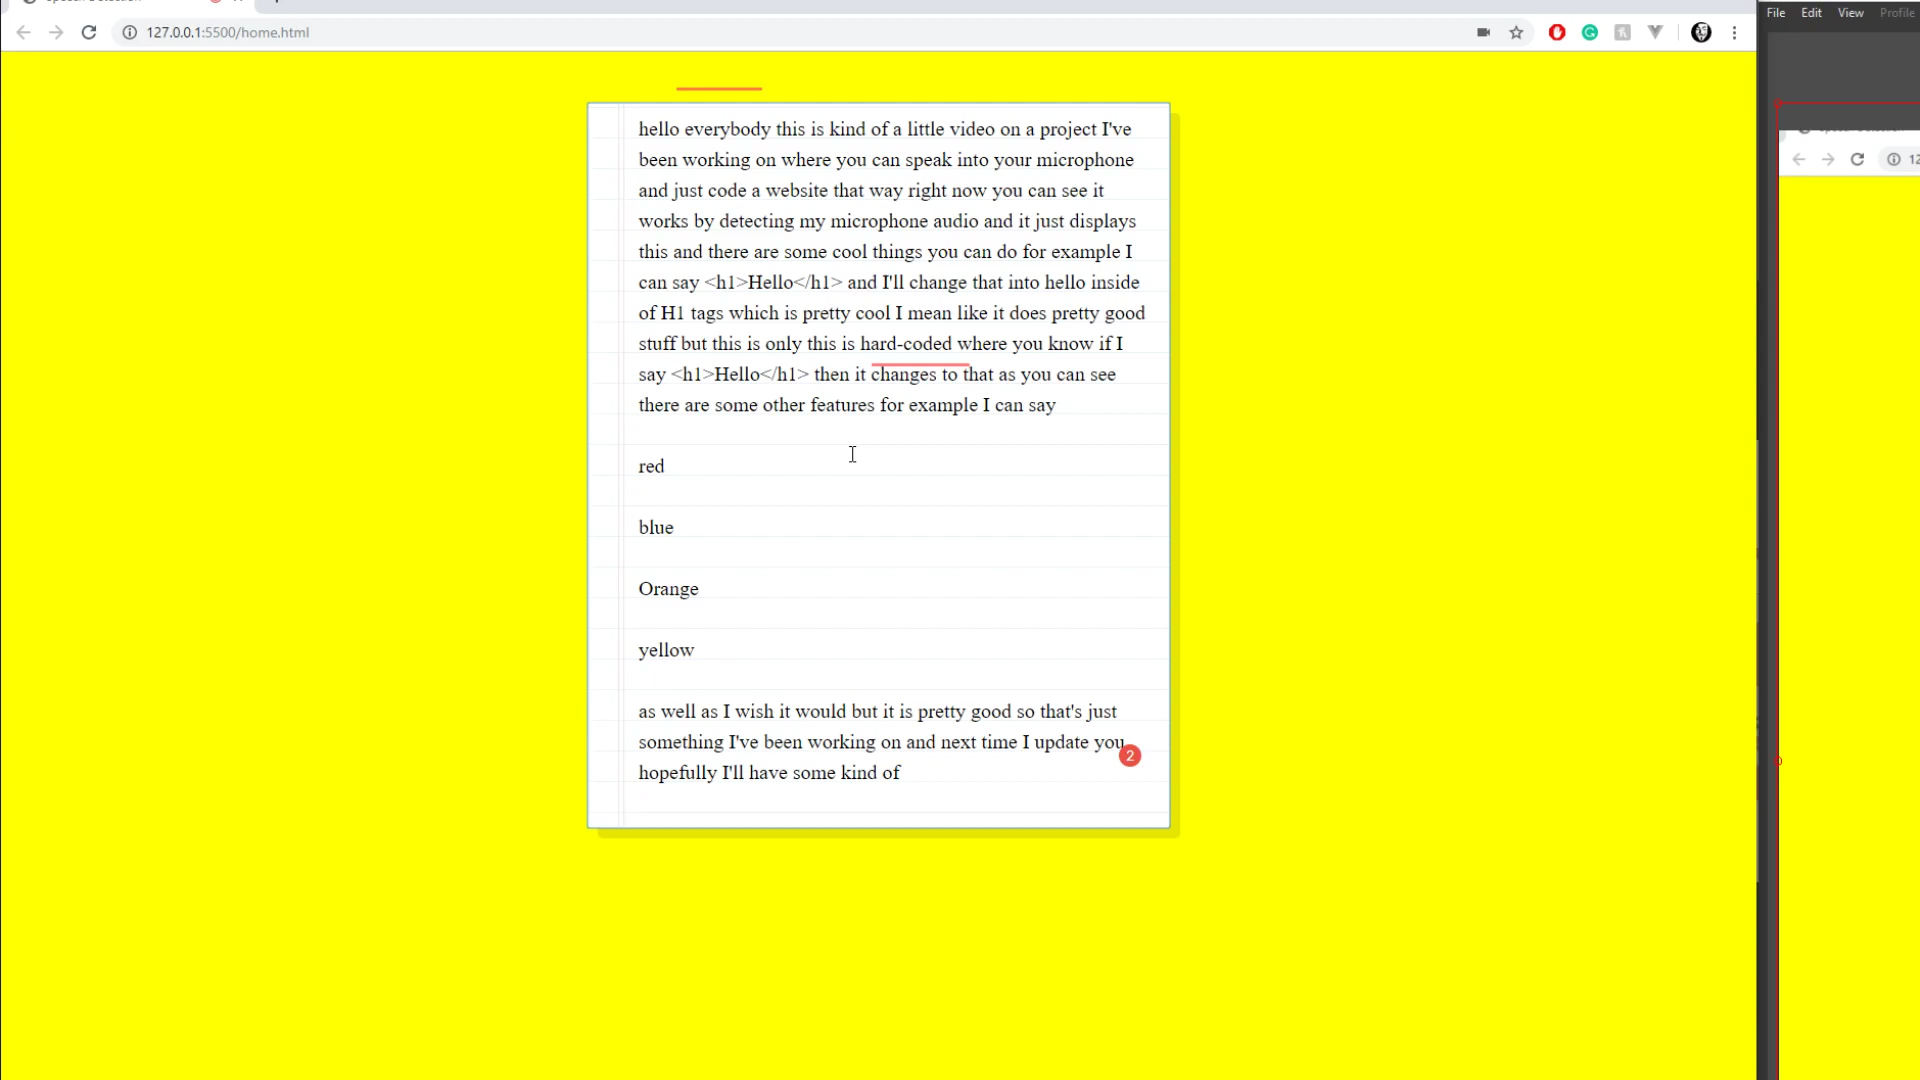 127.0.0.1:5500/home.html
File Edit View Profile
hello everybody this is kind of a little video on a project I've
been working on where you can speak into your microphone
and just code a website that way right now you can see it
works by detecting my microphone audio and it just displays
this and there are some cool things you can do for example I
can say <h1>Hello</h1> and I'll change that into hello inside
of H1 tags which is pretty cool I mean like it does pretty good
stuff but this is only this is hard-coded where you know if I
say <h1>Hello</h1> then it changes to that as you can see
there are some other features for example I can say
red
blue
Orange
yellow
as well as I wish it would but it is pretty good so that's just
something I've been working on and next time I update you
hopefully I'll have some kind of
2
12